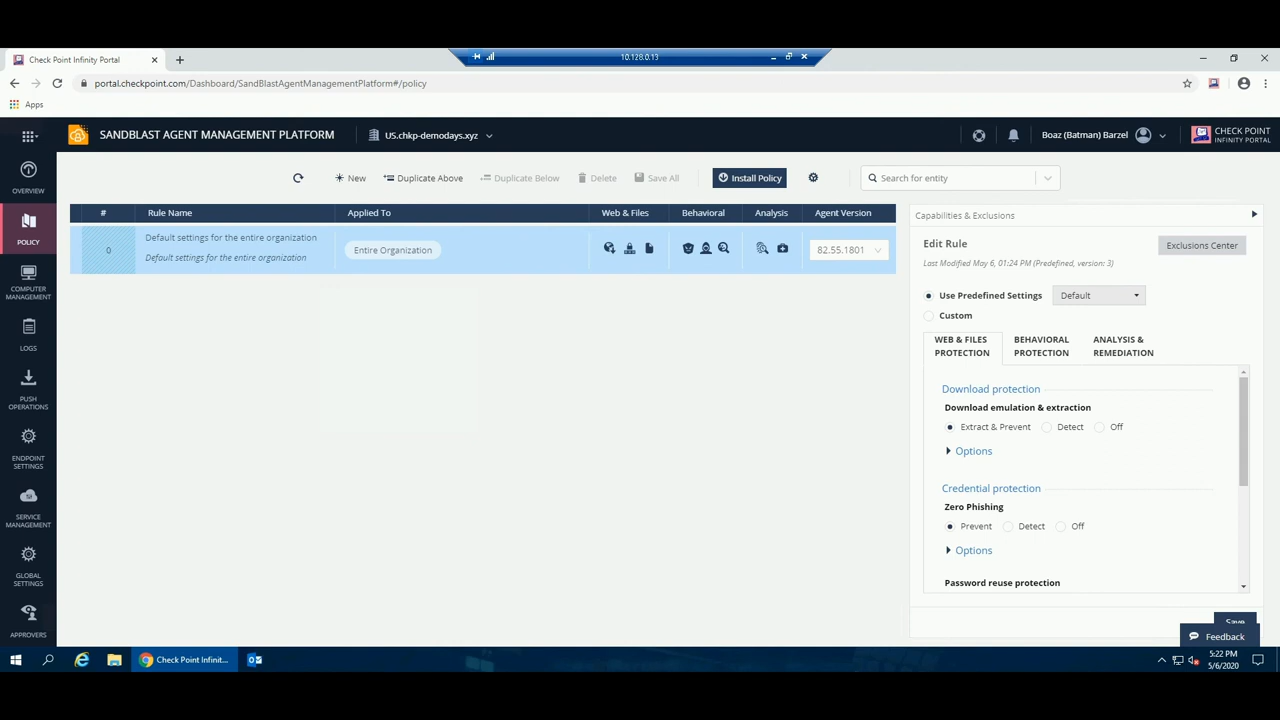 Check Point Infinity Portal
10.128.0.13
portal.checkpoint.com/Dashboard/SandBlastAgentManagementPlatform#/policy
Apps
SANDBLAST AGENT MANAGEMENT PLATFORM
US.chkp-demodays.xyz
Boaz (Batman) Barzel
CHECK POINT
INFINITY PORTAL
OVERVIEW
POLICY
COMPUTER
MANAGEMENT
LOGS
PUSH
OPERATIONS
ENDPOINT
SETTINGS
SERVICE
MANAGEMENT
GLOBAL
SETTINGS
APPROVERS
New
Duplicate Above
Duplicate Below
Delete
Save All
Install Policy
Search for entity
# Rule Name Applied To Web & Files Behavioral Analysis Agent Version
0 Default settings for the entire organization Entire Organization 82.55.1801
Default settings for the entire organization
Capabilities & Exclusions
Edit Rule
Exclusions Center
Last Modified May 6, 01:24 PM (Predefined, version: 3)
Use Predefined Settings Default
Custom
WEB & FILES
PROTECTION
BEHAVIORAL
PROTECTION
ANALYSIS &
REMEDIATION
Download protection
Download emulation & extraction
Extract & Prevent Detect Off
Options
Credential protection
Zero Phishing
Prevent Detect Off
Options
Password reuse protection
Save
Feedback
Check Point Infinit...
5:22 PM
5/6/2020